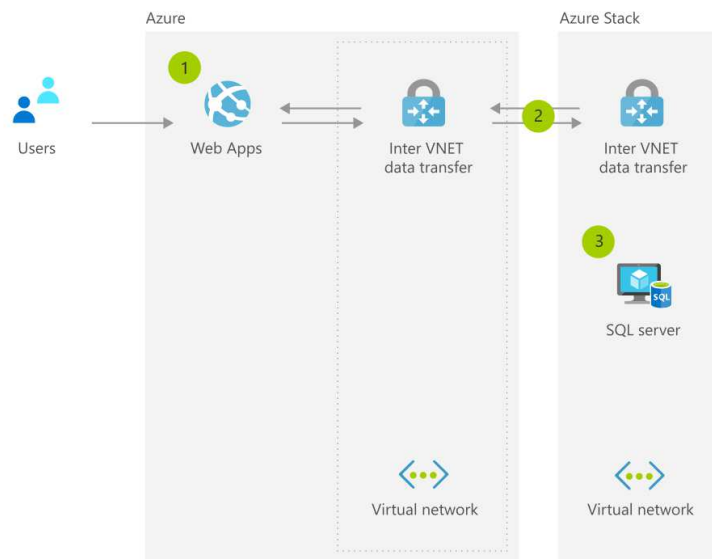 Azure
Azure Stack
1
2
3
Users
Web Apps
Inter VNET
data transfer
Inter VNET
data transfer
SQL
SQL server
Virtual network
Virtual network